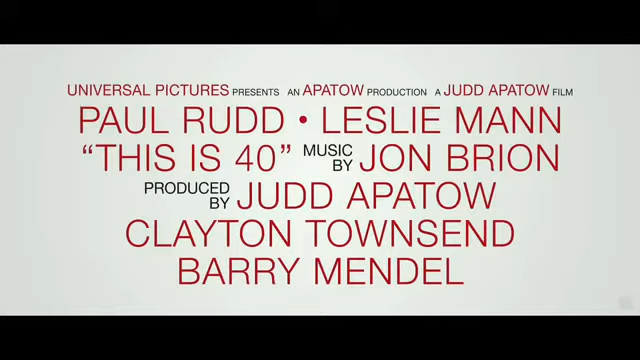 UNIVERSAL PICTURES PRESENTS AN APATOW PRODUCTION A JUDD APATOW FILM
PAUL RUDD • LESLIE MANN
“THIS IS 40” MUSIC BY JON BRION
PRODUCED BY JUDD APATOW
CLAYTON TOWNSEND
BARRY MENDEL